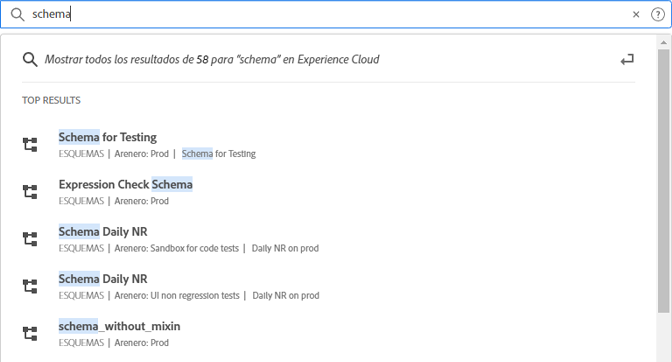 schema
Mostrar todos los resultados de 58 para "schema" en Experience Cloud
TOP RESULTS
Schema for Testing
ESQUEMAS | Arenero: Prod | Schema for Testing
Expression Check Schema
ESQUEMAS | Arenero: Prod
Schema Daily NR
ESQUEMAS | Arenero: Sandbox for code tests | Daily NR on prod
Schema Daily NR
ESQUEMAS | Arenero: UI non regression tests | Daily NR on prod
schema_without_mixin
ESQUEMAS | Arenero: Prod